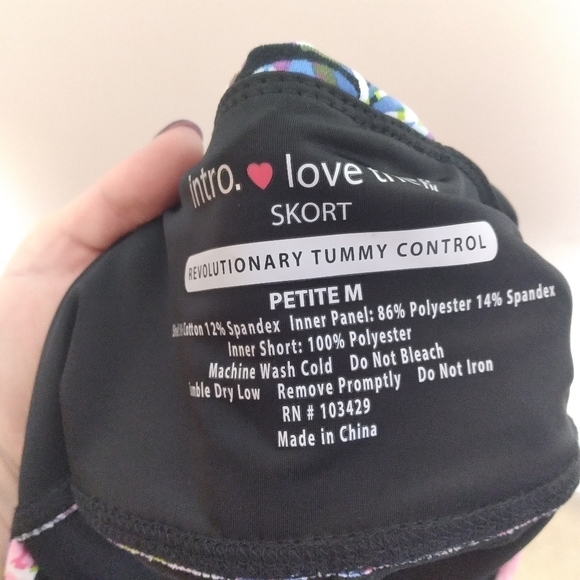 intro. love
SKORT
REVOLUTIONARY TUMMY CONTROL
PETITE M
Cotton 12% Spandex Inner Panel: 86% Polyester 14% Spandex
Inner Short: 100% Polyester
Machine Wash Cold Do Not Bleach
Dry Low Remove Promptly Do Not Iron
RN # 103429
Made in China